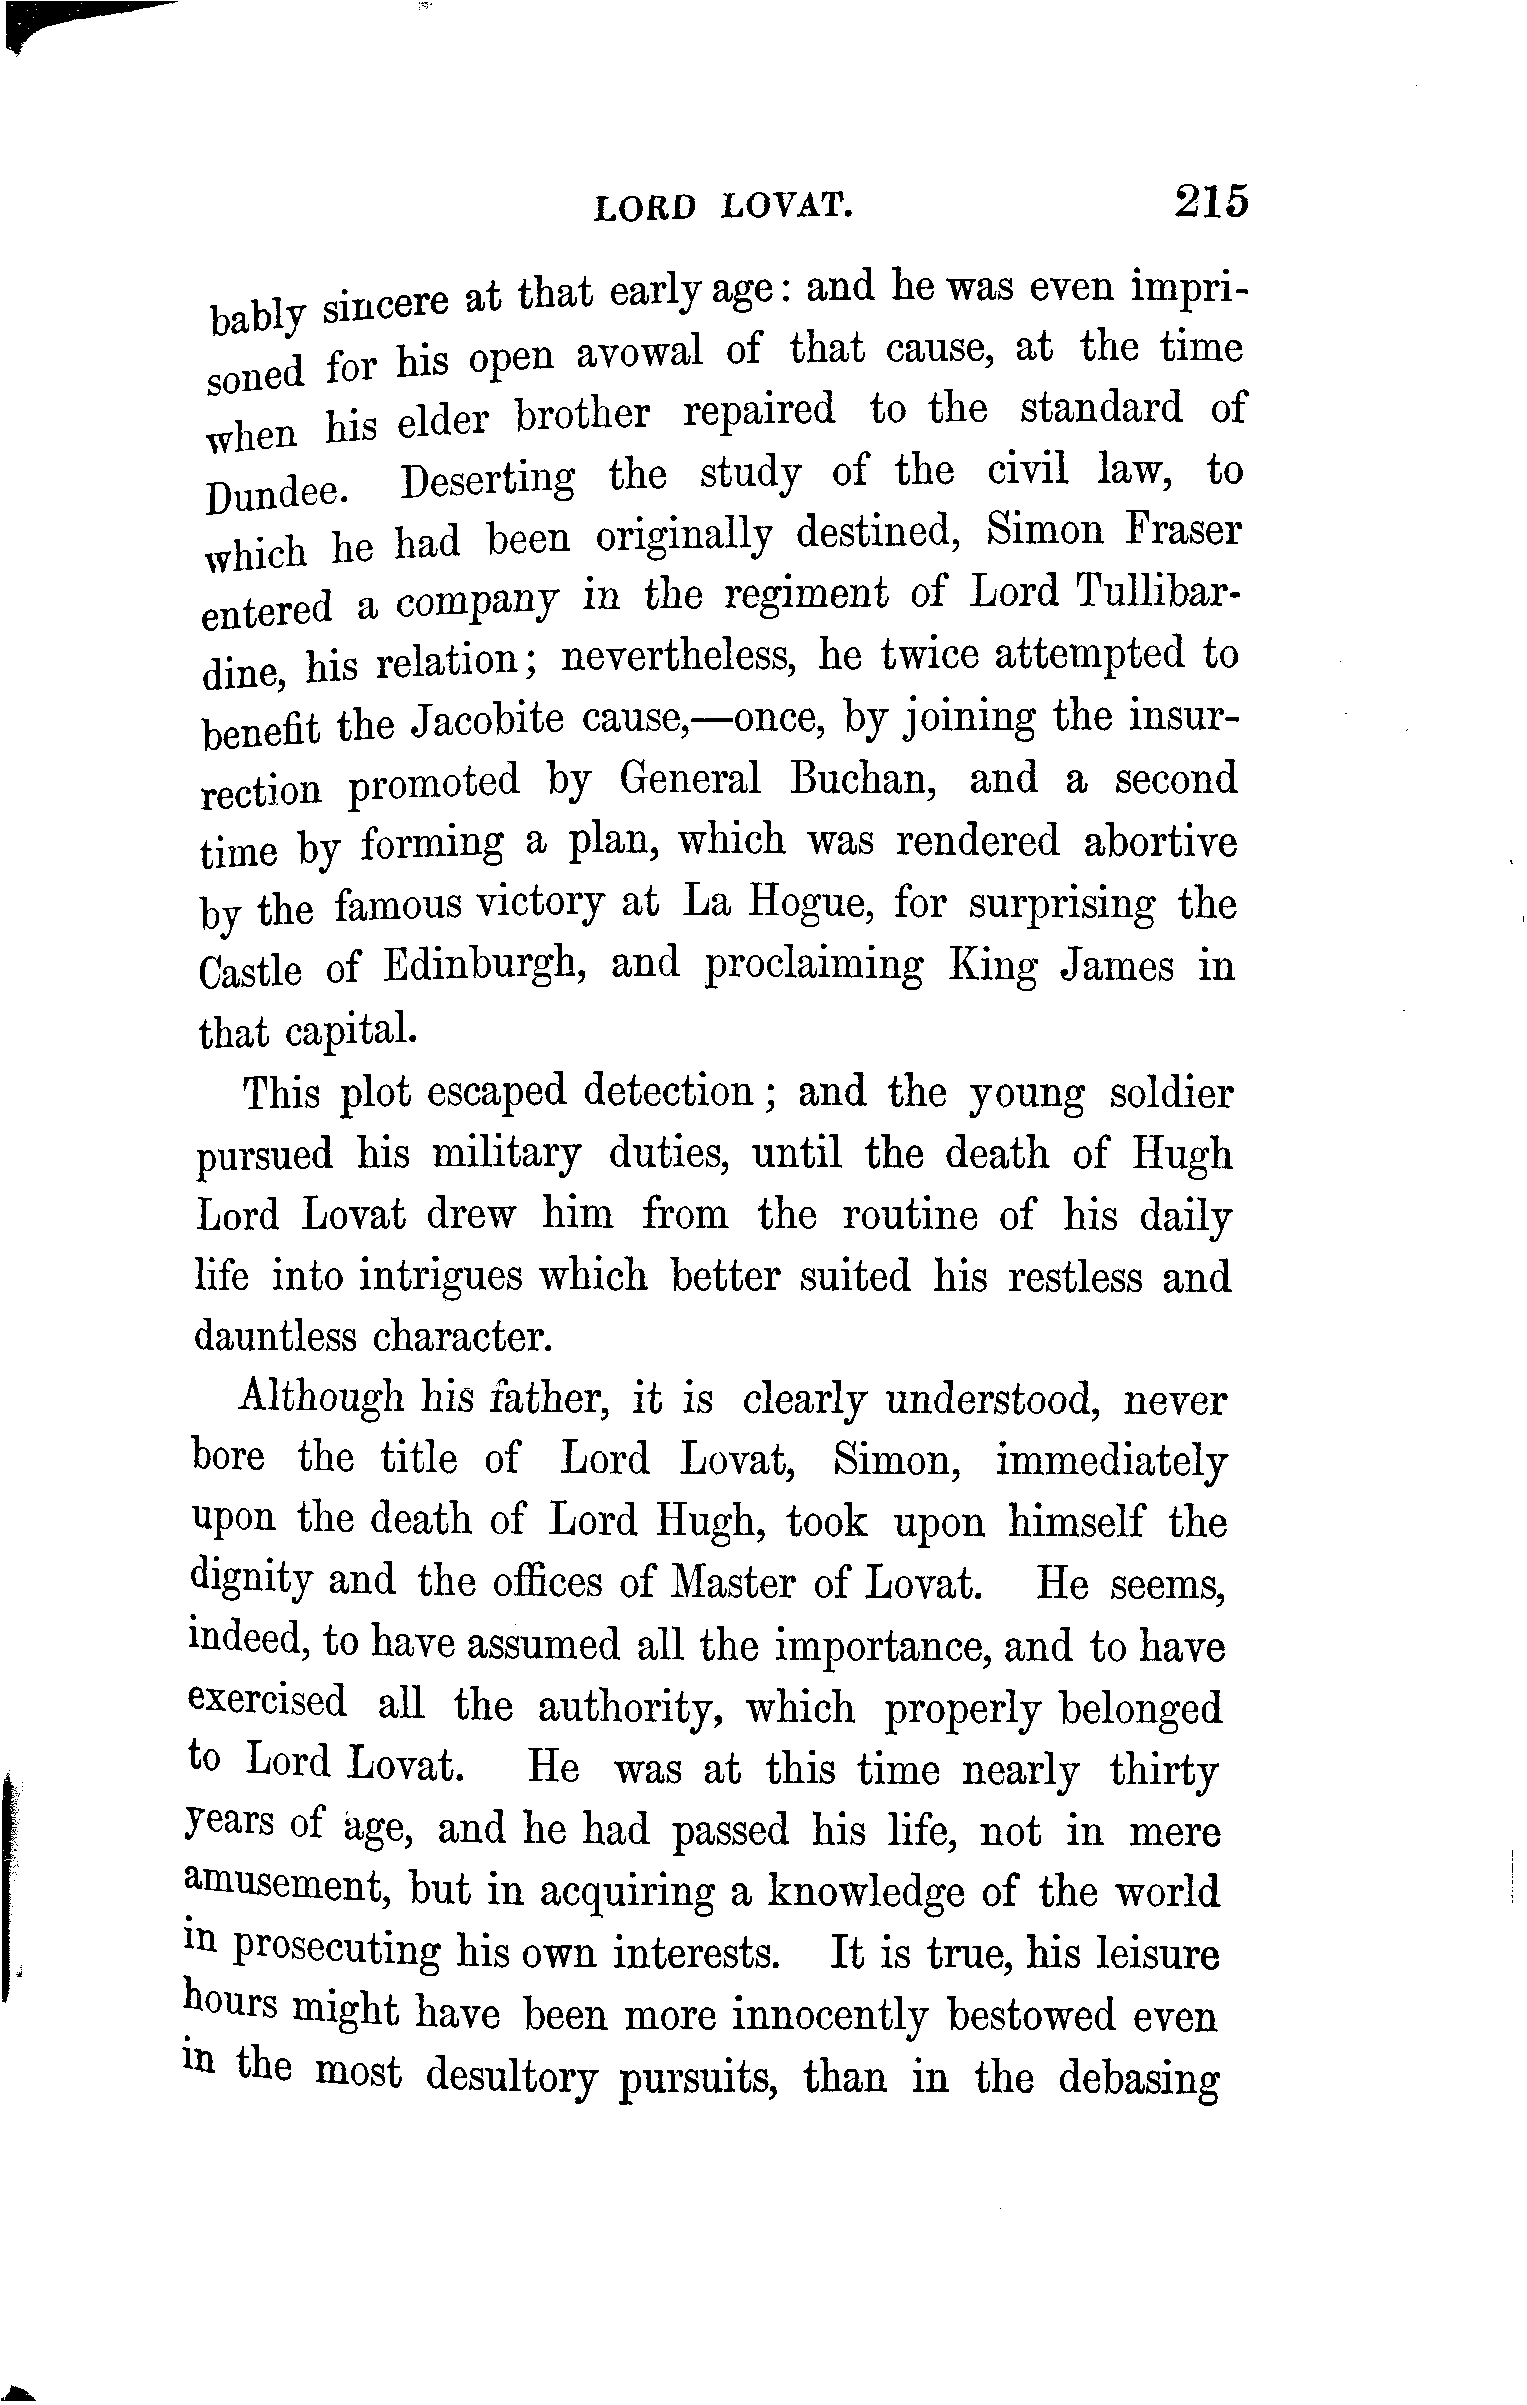 LORD LOVAT. 215
bably sincere at that early age: and he was even impri-
soned for his open avowal of that cause, at the time
when his elder brother repaired to the standard of
Dundee. Deserting the study of the civil law, to
which he had been originally destined, Simon Fraser
entered a company in the regiment of Lord Tullibar-
dine, his relation; nevertheless, he twice attempted to
benefit the Jacobite cause,—once, by joining the insur-
rection promoted by General Buchan, and a second
time by forming a plan, which was rendered abortive
by the famous victory at La Hogue, for surprising the
Castle of Edinburgh, and proclaiming King James in
that capital.
This plot escaped detection; and the young soldier
pursued his military duties, until the death of Hugh
Lord Lovat drew him from the routine of his daily
life into intrigues which better suited his restless and
dauntless character.
Although his father, it is clearly understood, never
bore the title of Lord Lovat, Simon, immediately
upon the death of Lord Hugh, took upon himself the
dignity and the offices of Master of Lovat. He seems,
indeed, to have assumed all the importance, and to have
exercised all the authority, which properly belonged
to Lord Lovat. He was at this time nearly thirty
years of age, and he had passed his life, not in mere
amusement, but in acquiring a knowledge of the world
in prosecuting his own interests. It is true, his leisure
hours might have been more innocently bestowed even
in the most desultory pursuits, than in the debasing